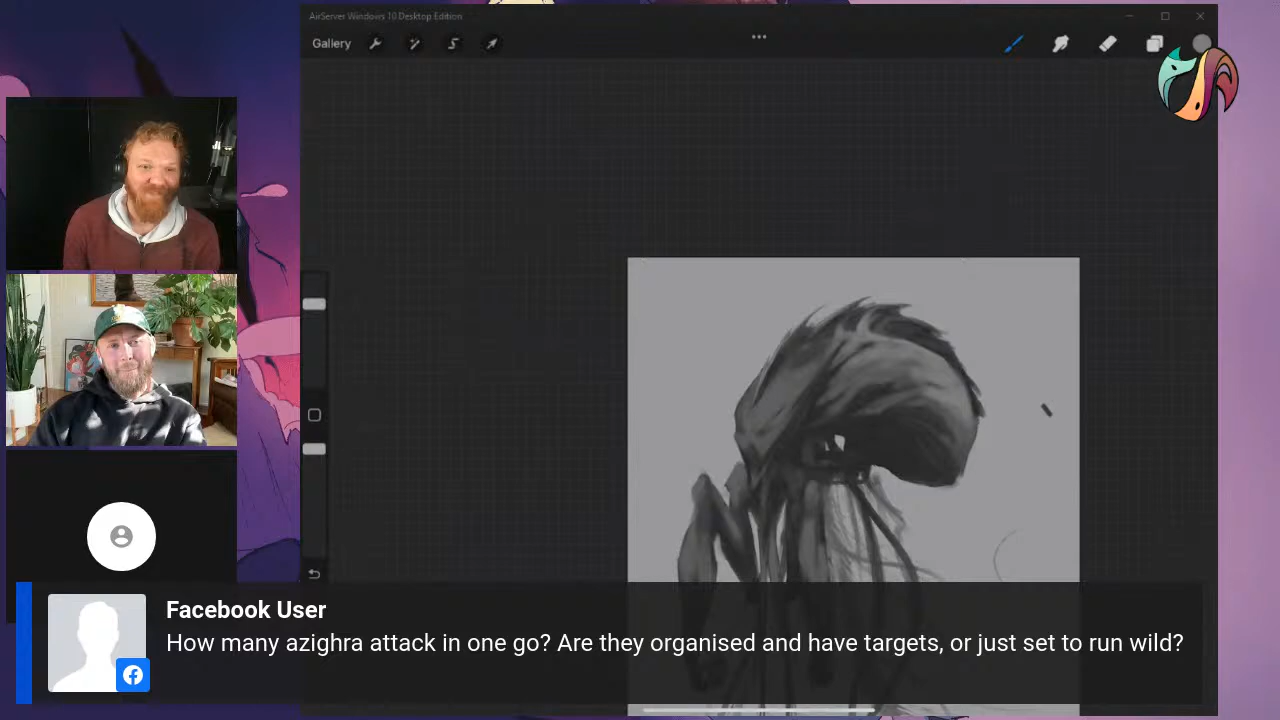 AirServer Windows 10 Desktop Edition
Gallery
Facebook User
How many azighra attack in one go? Are they organised and have targets, or just set to run wild?